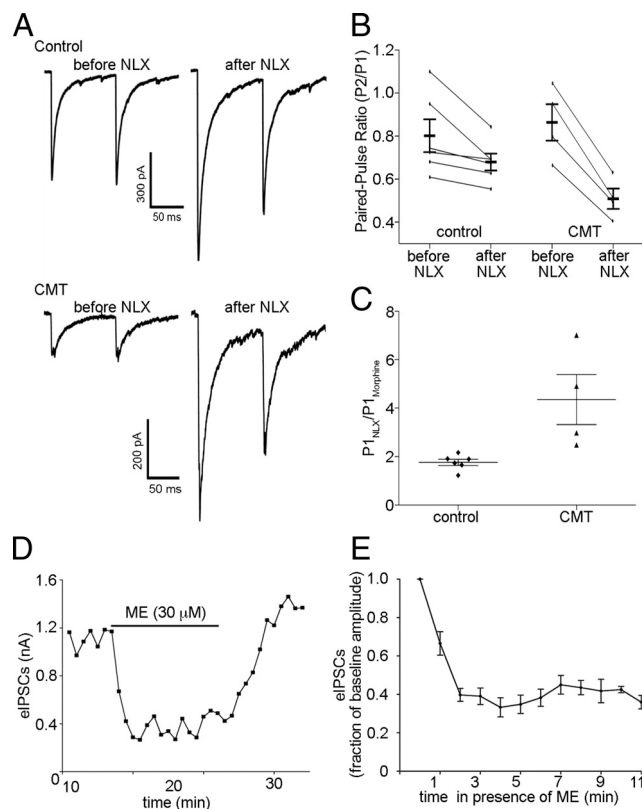 A
Control
before NLX
after NLX
300 pA
50 ms
CMT
before NLX
after NLX
200 pA
50 ms
B
Paired-Pulse Ratio (P2/P1)
1.2
1.0
0.8
0.6
0.4
control
CMT
before
NLX
after
NLX
before
NLX
after
NLX
C
P1NLX/P1Morphine
8
6
4
2
0
control
CMT
D
eIPSCs (nA)
1.6
1.2
0.8
0.4
0
ME (30 μM)
10
20
30
time (min)
E
eIPSCs
(fraction of baseline amplitude)
1.0
0.8
0.6
0.4
0.2
0.0
1
3
5
7
9
11
time in presence of ME (min)